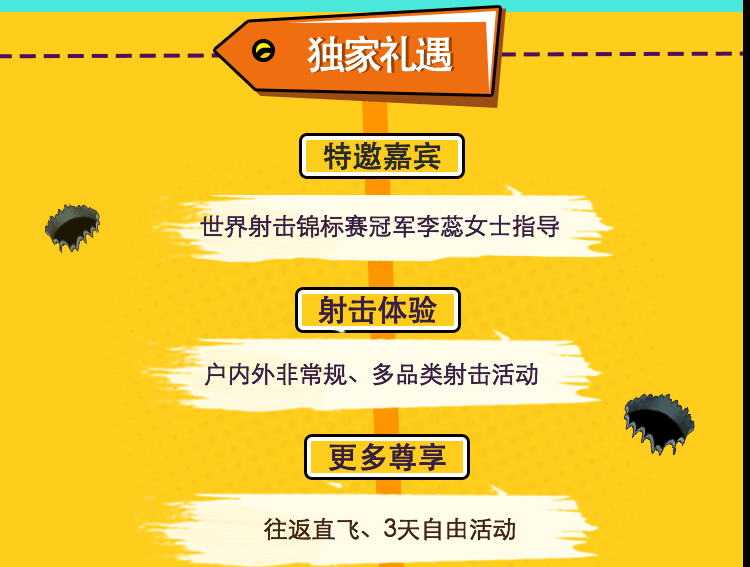 独家礼遇
特邀嘉宾
世界射击锦标赛冠军李蕊女士指导
射击体验
户内外非常规、多品类射击活动
更多尊享
往返直飞、3天自由活动